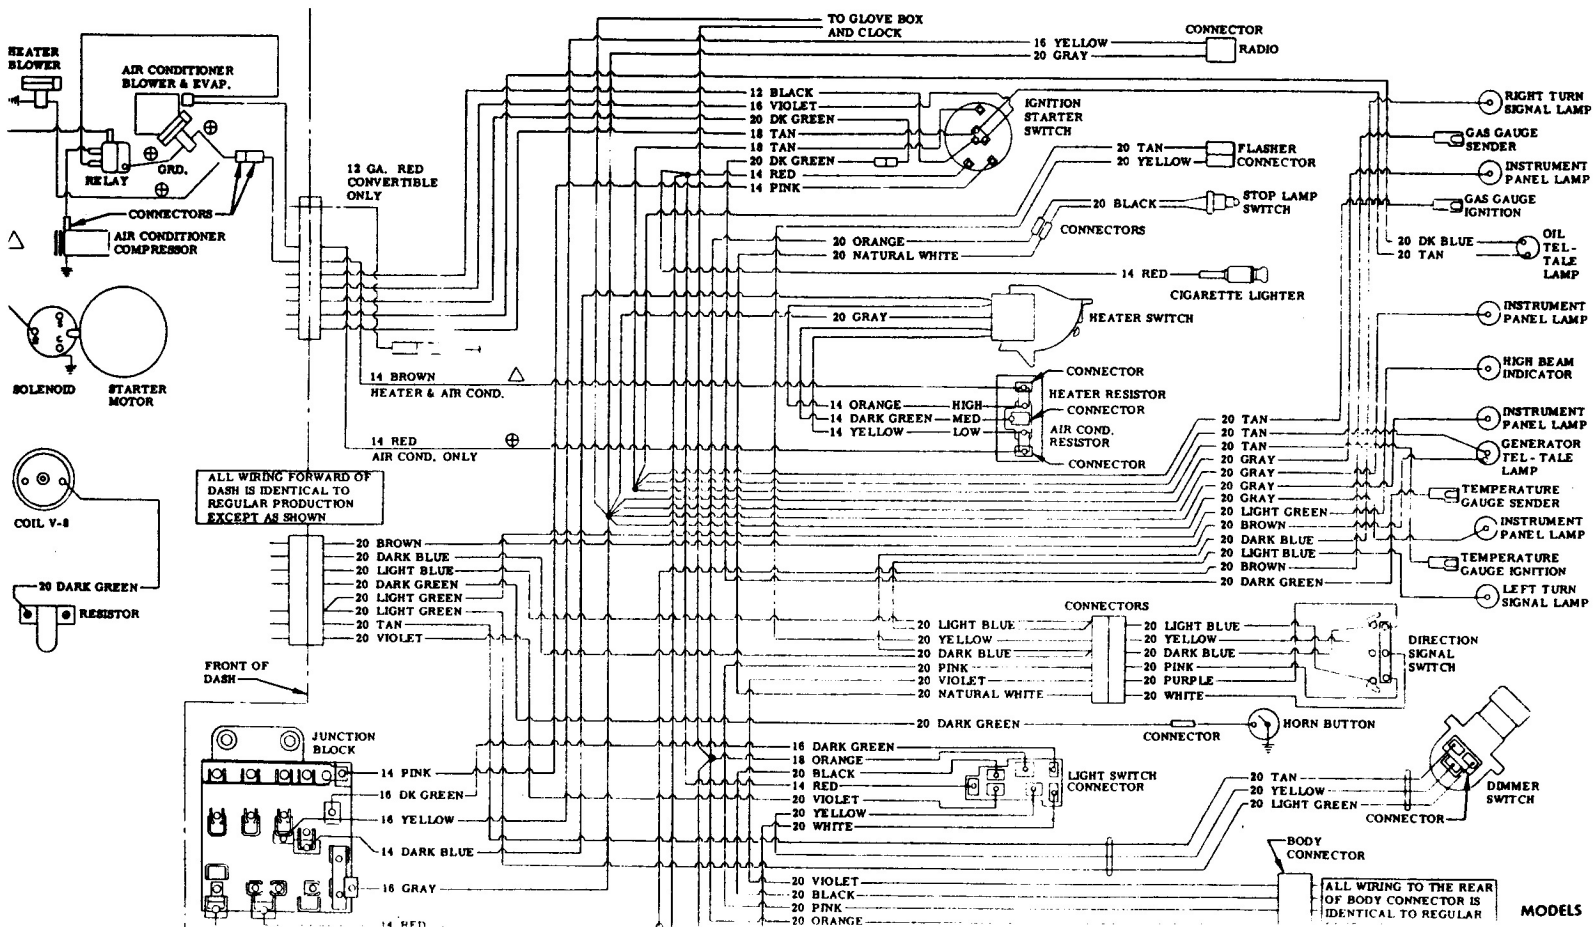 TO GLOVE BOX
AND CLOCK
16 YELLOW
20 GRAY
CONNECTOR
RADIO
HEATER
BLOWER
AIR CONDITIONER
BLOWER & EVAP.
RELAY
GRD.
CONNECTORS
AIR CONDITIONER
COMPRESSOR
12 GA. RED
CONVERTIBLE
ONLY
12 BLACK
16 VIOLET
20 DK GREEN
18 TAN
18 TAN
20 DK GREEN
14 RED
14 PINK
IGNITION
STARTER
SWITCH
RIGHT TURN
SIGNAL LAMP
GAS GAUGE
SENDER
INSTRUMENT
PANEL LAMP
GAS GAUGE
IGNITION
20 TAN
20 YELLOW
FLASHER
CONNECTOR
20 BLACK
STOP LAMP
SWITCH
CONNECTORS
20 ORANGE
20 NATURAL WHITE
20 DK BLUE
20 TAN
OIL
TEL-
TALE
LAMP
14 RED
CIGARETTE LIGHTER
20 GRAY
HEATER SWITCH
INSTRUMENT
PANEL LAMP
SOLENOID
STARTER
MOTOR
14 BROWN
HEATER & AIR COND.
CONNECTOR
HEATER RESISTOR
CONNECTOR
AIR COND.
RESISTOR
CONNECTOR
14 ORANGE HIGH
14 DARK GREEN MED
14 YELLOW LOW
HIGH BEAM
INDICATOR
14 RED
AIR COND. ONLY
20 TAN
20 TAN
20 TAN
20 GRAY
20 GRAY
20 GRAY
20 GRAY
20 LIGHT GREEN
20 BROWN
20 DARK BLUE
20 LIGHT BLUE
20 BROWN
20 DARK GREEN
INSTRUMENT
PANEL LAMP
GENERATOR
TEL - TALE
LAMP
TEMPERATURE
GAUGE SENDER
INSTRUMENT
PANEL LAMP
TEMPERATURE
GAUGE IGNITION
LEFT TURN
SIGNAL LAMP
COIL V-8
ALL WIRING FORWARD OF
DASH IS IDENTICAL TO
REGULAR PRODUCTION
EXCEPT AS SHOWN
20 DARK GREEN
RESISTOR
20 BROWN
20 DARK BLUE
20 LIGHT BLUE
20 DARK GREEN
20 LIGHT GREEN
20 LIGHT GREEN
20 TAN
20 VIOLET
FRONT OF
DASH
CONNECTORS
20 LIGHT BLUE
20 YELLOW
20 DARK BLUE
20 PINK
20 VIOLET
20 NATURAL WHITE
20 LIGHT BLUE
20 YELLOW
20 DARK BLUE
20 PINK
20 PURPLE
20 WHITE
DIRECTION
SIGNAL
SWITCH
20 DARK GREEN
CONNECTOR
HORN BUTTON
JUNCTION
BLOCK
14 PINK
16 DK GREEN
16 YELLOW
14 DARK BLUE
16 GRAY
14 RED
16 DARK GREEN
18 ORANGE
20 BLACK
14 RED
20 VIOLET
20 YELLOW
20 WHITE
LIGHT SWITCH
CONNECTOR
20 TAN
20 YELLOW
20 LIGHT GREEN
CONNECTOR
DIMMER
SWITCH
BODY
CONNECTOR
20 VIOLET
20 BLACK
20 PINK
20 ORANGE
ALL WIRING TO THE REAR
OF BODY CONNECTOR IS
IDENTICAL TO REGULAR
MODELS